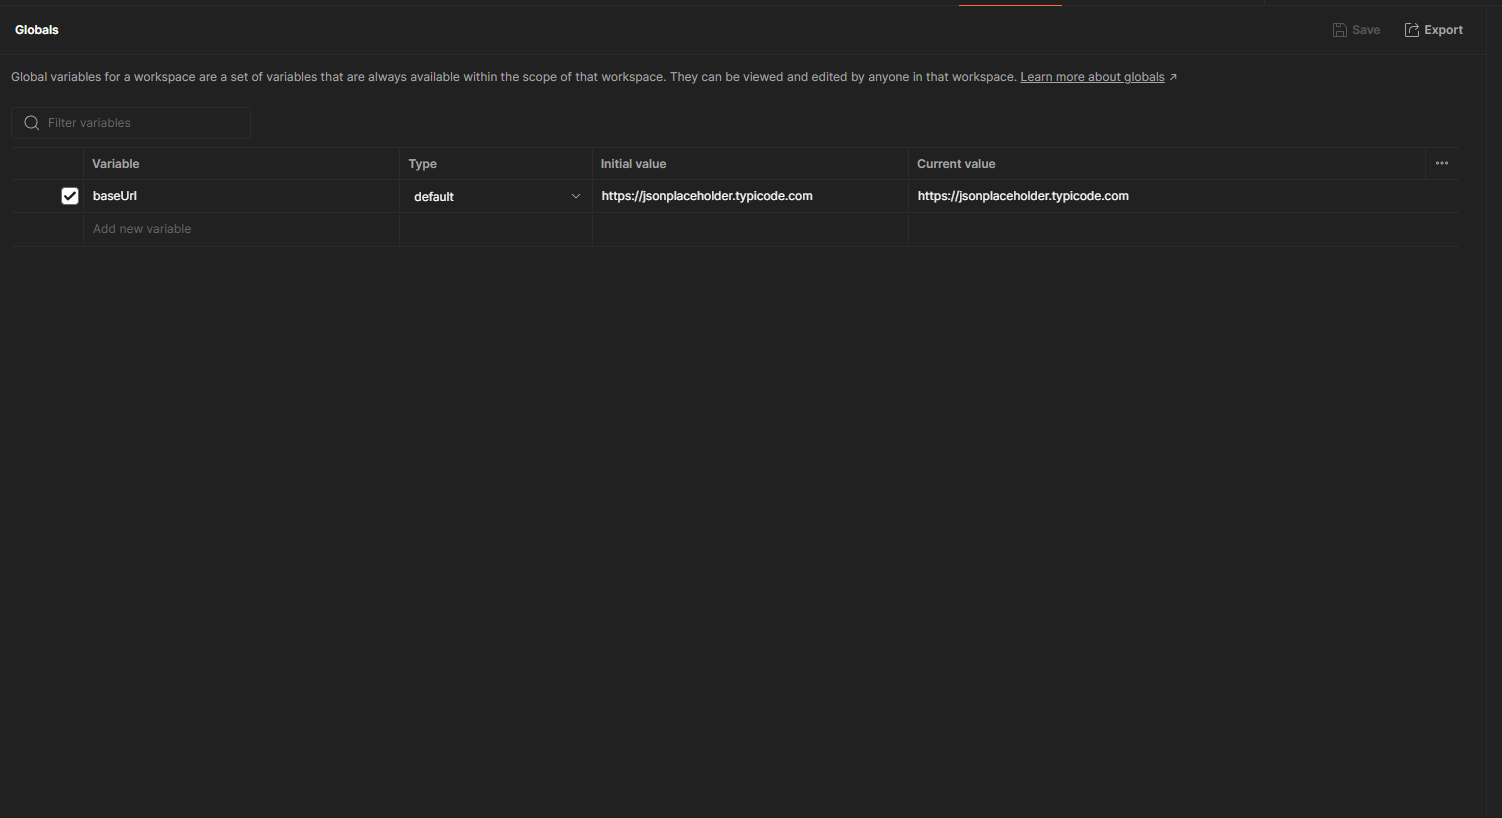 Globals
Save
Export
Global variables for a workspace are a set of variables that are always available within the scope of that workspace. They can be viewed and edited by anyone in that workspace. Learn more about globals ↗
Filter variables
Variable Type Initial value Current value
baseUrl default https://jsonplaceholder.typicode.com https://jsonplaceholder.typicode.com
Add new variable